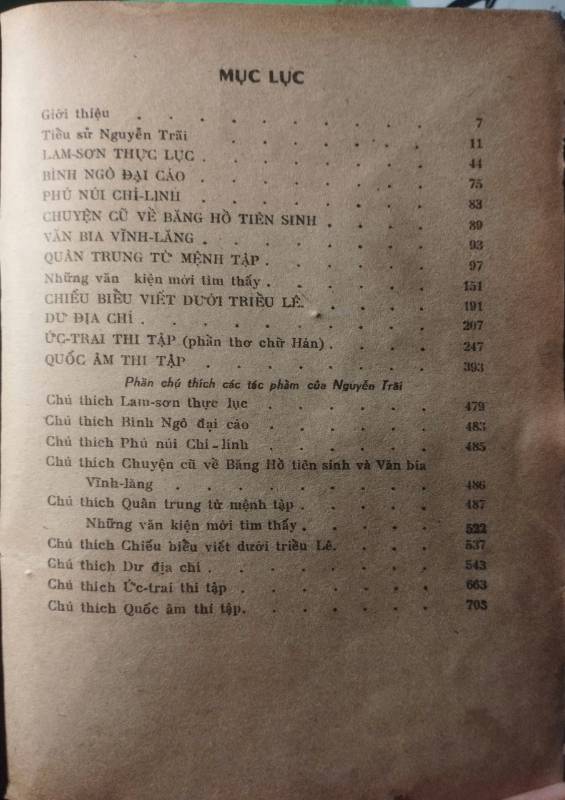 MỤC LỤC
Giới thiệu . . . . . . . . . 7
Tiểu sử Nguyễn Trãi . . . . . . . 11
LAM-SƠN THỰC LỤC . . . . . . . 44
BÌNH NGÔ ĐẠI CÁO . . . . . . . 75
PHÚ NÚI CHÍ-LINH . . . . . . . 83
CHUYỆN CŨ VỀ BĂNG HỒ TIÊN SINH . . . . 89
VĂN BIA VĨNH-LĂNG . . . . . . . 93
QUÂN TRUNG TỪ MỆNH TẬP . . . . . 97
Những văn kiện mới tìm thấy . . . . . 151
CHIẾU BIỂU VIẾT DƯỚI TRIỀU LÊ . . . . 191
DƯ ĐỊA CHÍ . . . . . . . . 207
ỨC-TRAI THI TẬP (phần thơ chữ Hán) . . . . 247
QUỐC ÂM THI TẬP . . . . . . . 393
Phần chú thích các tác phẩm của Nguyễn Trãi
Chú thích Lam-sơn thực lục . . . . . 479
Chú thích Bình Ngô đại cáo . . . . . 483
Chú thích Phú núi Chí-linh . . . . . 485
Chú thích Chuyện cũ về Băng Hồ tiên sinh và Văn bia
Vĩnh-lăng . . . . . . . . 486
Chú thích Quân trung từ mệnh tập . . . . . 487
Những văn kiện mới tìm thấy . . . . . 522
Chú thích Chiếu biểu viết dưới triều Lê. . . . 537
Chú thích Dư địa chí . . . . . . . 543
Chú thích Ức-trai thi tập . . . . . . 663
Chú thích Quốc âm thi tập. . . . . . 703